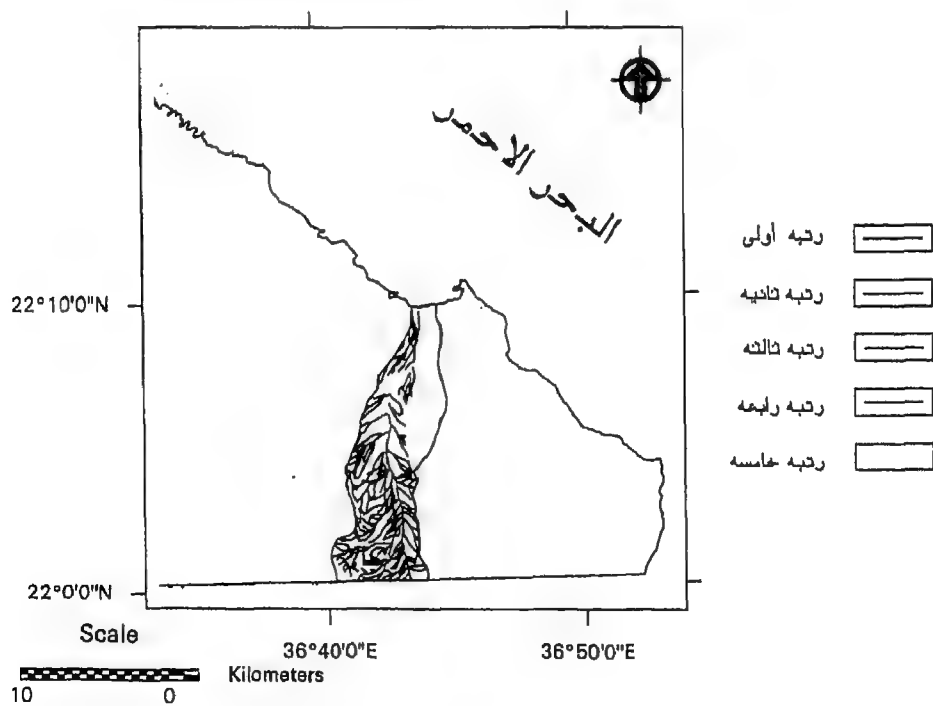 البحر الاحمر
رتبه أولى
رتبه ثانيه
رتبه ثالثه
رتبه رابعه
رتبه خامسه
22°10'0"N
22°0'0"N
36°40'0"E
36°50'0"E
Scale
Kilometers
10
0